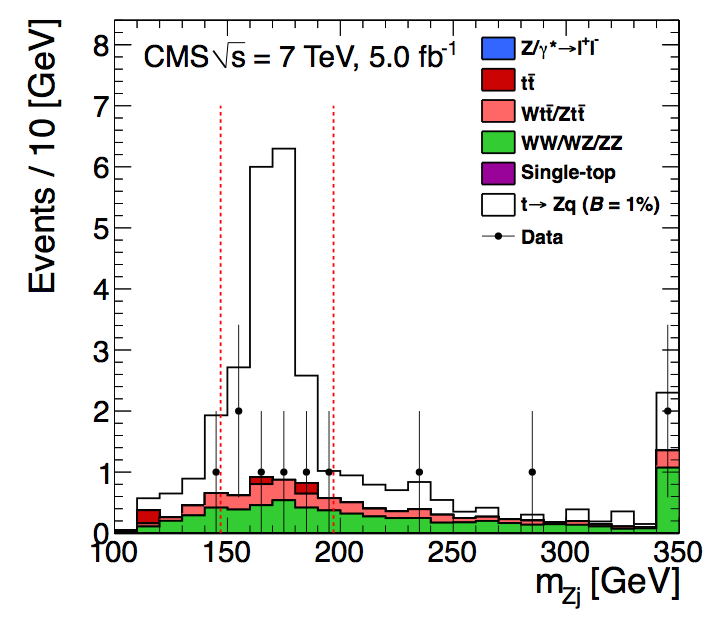 CMS √s = 7 TeV, 5.0 fb⁻¹
Z/γ*→l⁺l⁻
tt̄
Wtt̄/Ztt̄
WW/WZ/ZZ
Single-top
t→ Zq (B = 1%)
Data
Events / 10 [GeV]
8
7
6
5
4
3
2
1
0
100 150 200 250 300 350
m_Zj [GeV]